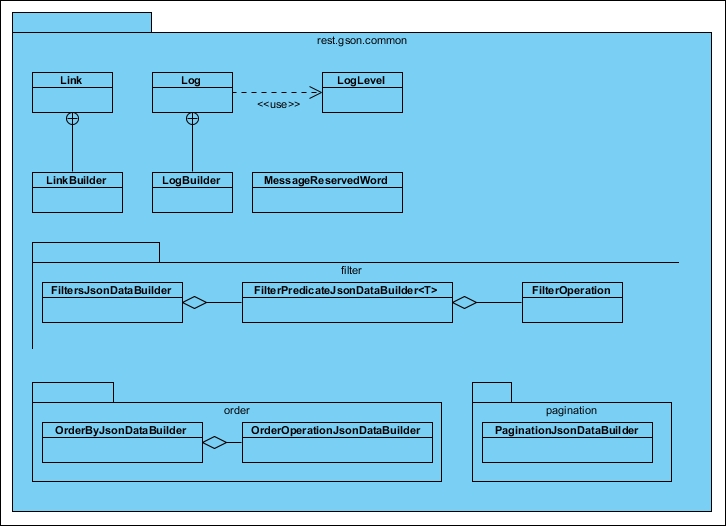 rest.gson.common
Link
Log
LogLevel
<<use>>
LinkBuilder
LogBuilder
MessageReservedWord
filter
FiltersJsonDataBuilder
FilterPredicateJsonDataBuilder<T>
FilterOperation
order
pagination
OrderByJsonDataBuilder
OrderOperationJsonDataBuilder
PaginationJsonDataBuilder